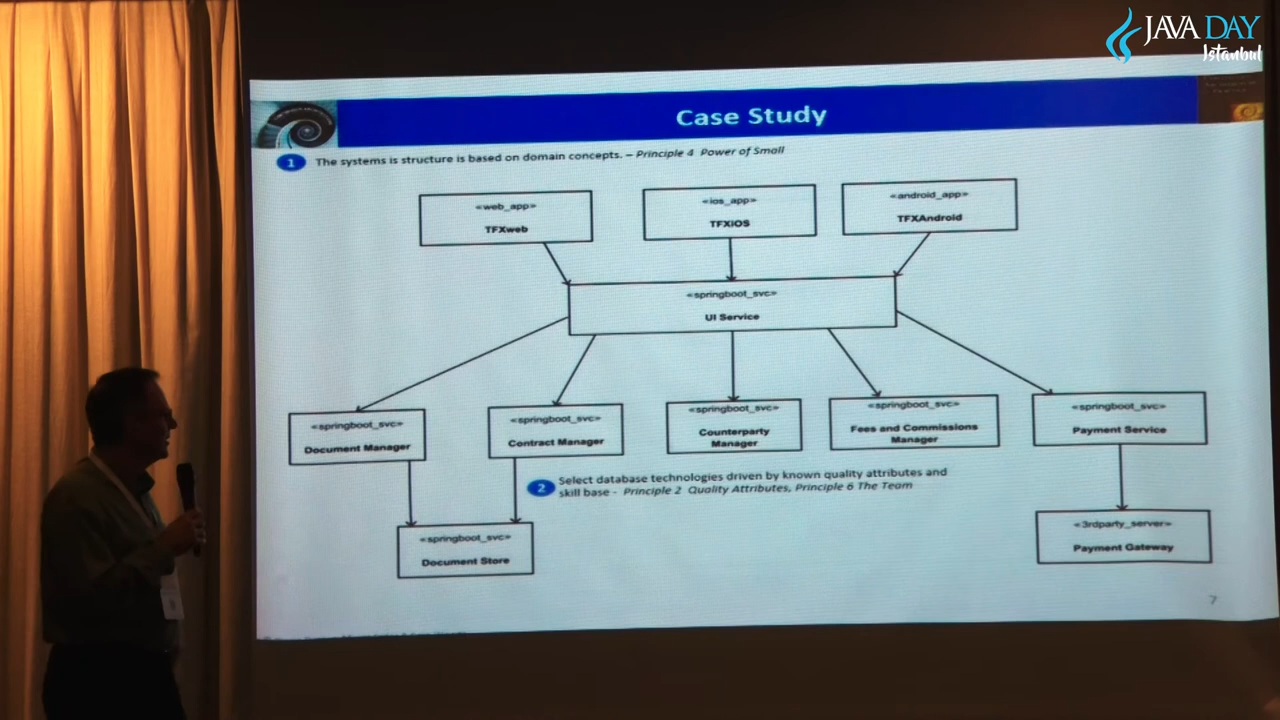 JAVA DAY
Istanbul
Case Study
1 The systems is structure is based on domain concepts. – Principle 4 Power of Small
«web_app»
TFXweb
«ios_app»
TFXiOS
«android_app»
TFXAndroid
«springboot_svc»
UI Service
«springboot_svc»
Document Manager
«springboot_svc»
Contract Manager
«springboot_svc»
Counterparty
Manager
«springboot_svc»
Fees and Commissions
Manager
«springboot_svc»
Payment Service
2 Select database technologies driven by known quality attributes and
skill base - Principle 2 Quality Attributes, Principle 6 The Team
«springboot_svc»
Document Store
«3rdparty_server»
Payment Gateway
7